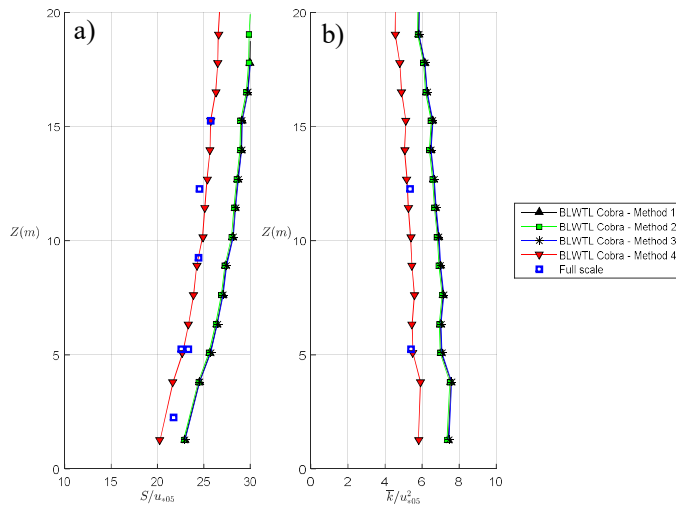 a)
b)
20
15
10
5
0
Z(m)
10
15
20
25
30
S/u*05
20
15
10
5
0
Z(m)
0
2
4
6
8
10
k̅/u²*05
BLWTL Cobra - Method 1
BLWTL Cobra - Method 2
BLWTL Cobra - Method 3
BLWTL Cobra - Method 4
Full scale